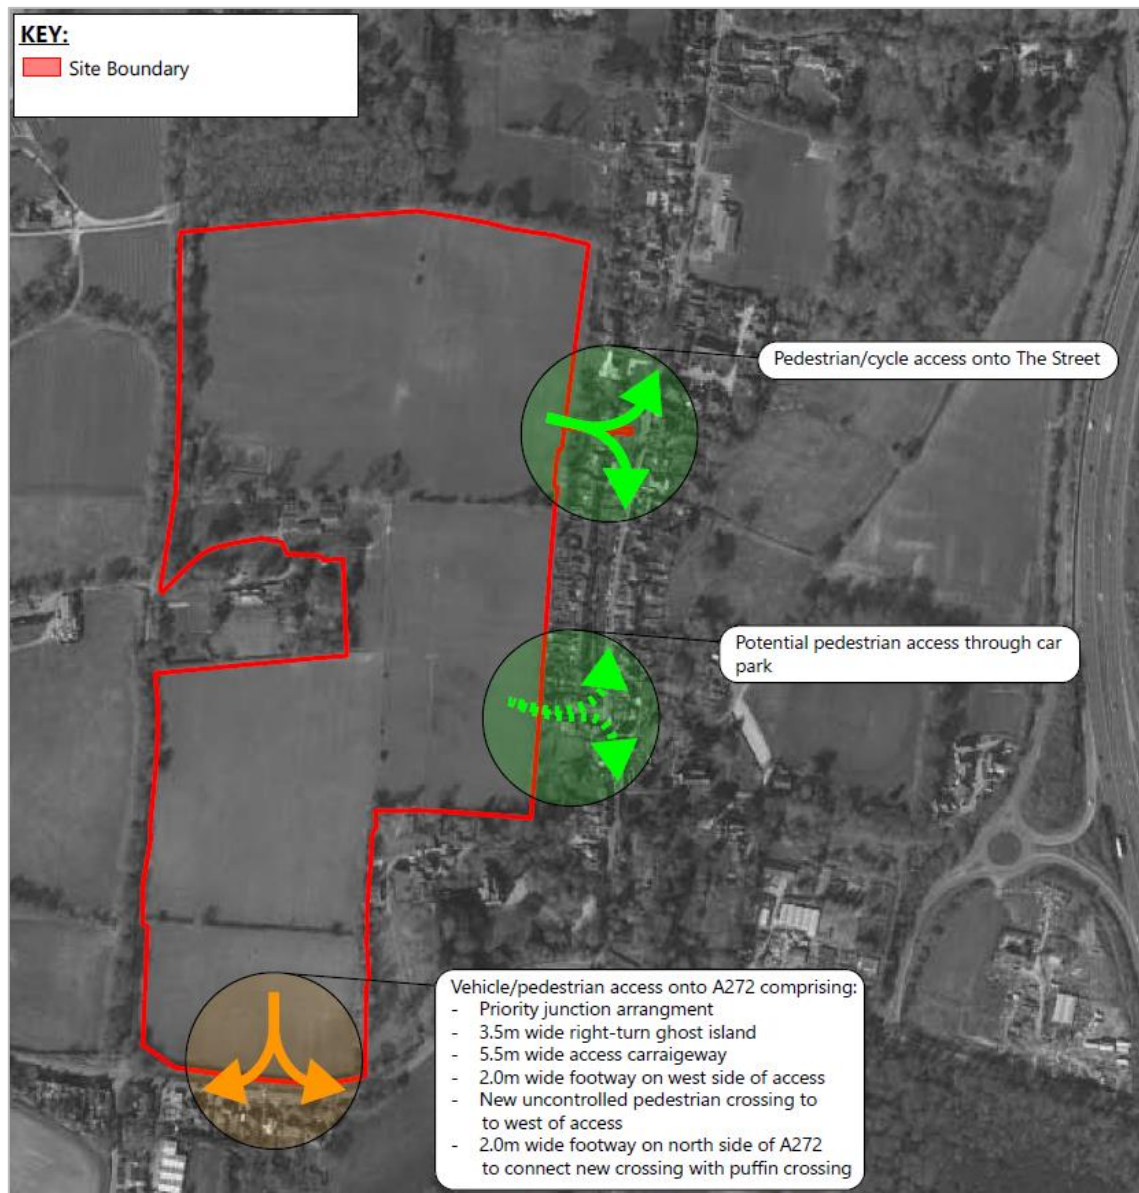 KEY:
Site Boundary
Pedestrian/cycle access onto The Street
Potential pedestrian access through car
park
Vehicle/pedestrian access onto A272 comprising:
- Priority junction arrangment
- 3.5m wide right-turn ghost island
- 5.5m wide access carraigeway
- 2.0m wide footway on west side of access
- New uncontrolled pedestrian crossing to
to west of access
- 2.0m wide footway on north side of A272
to connect new crossing with puffin crossing